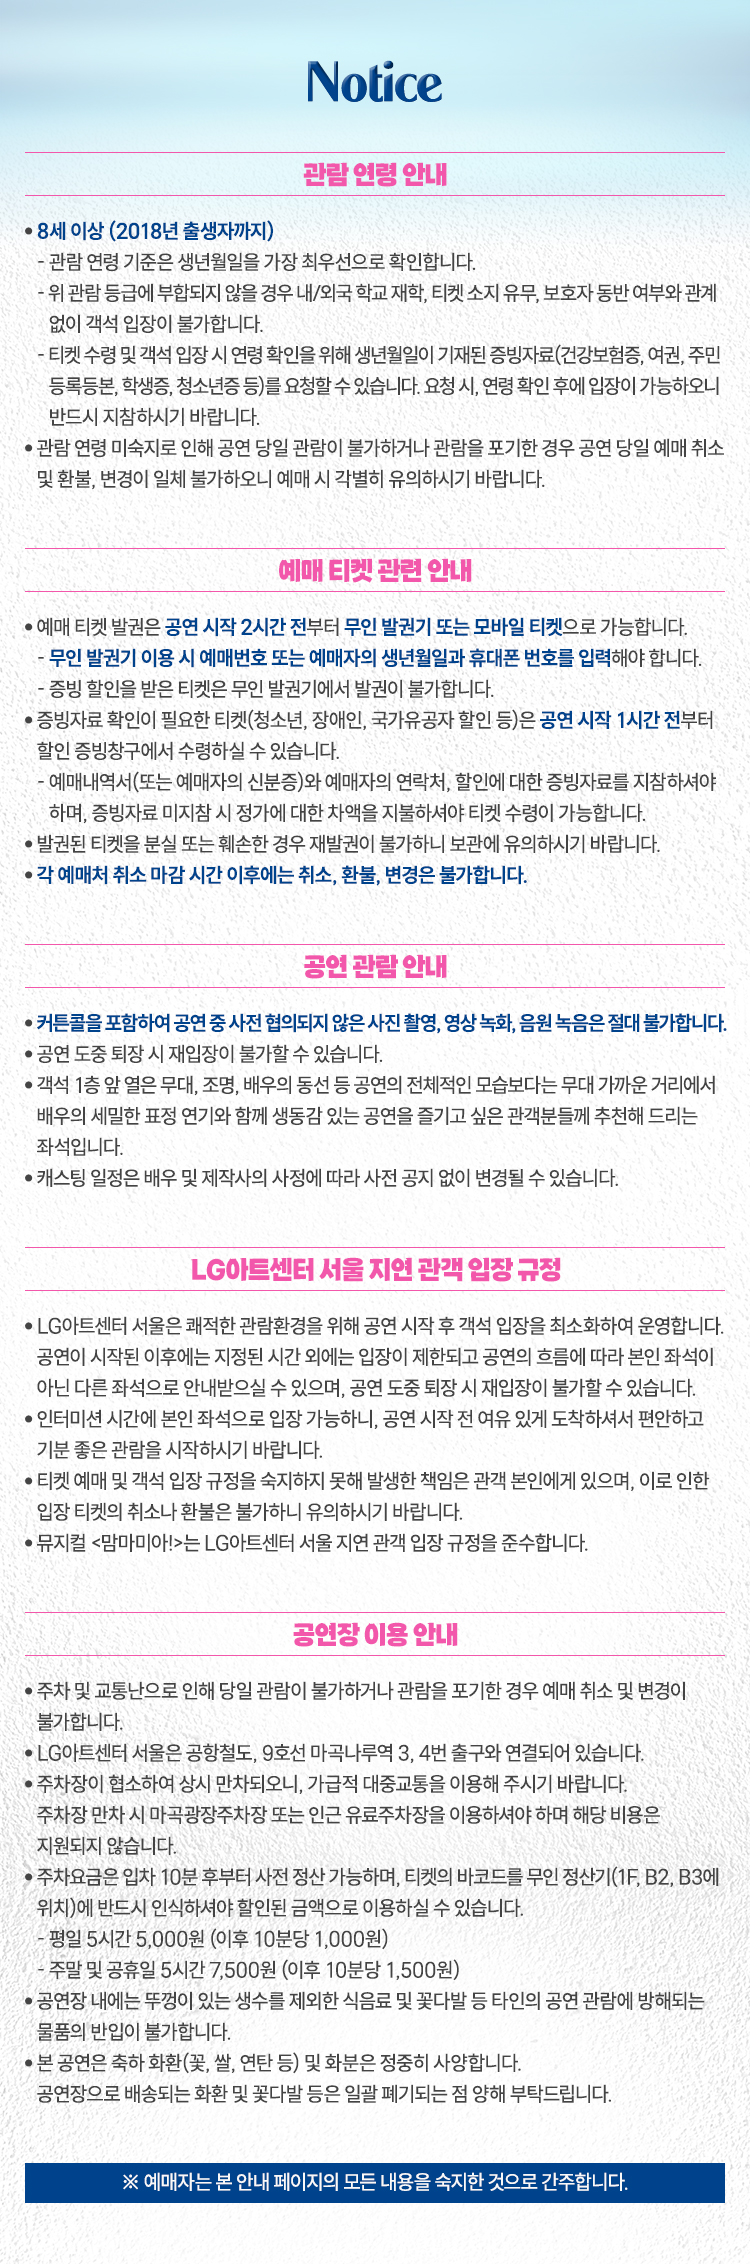 Notice
관람 연령 안내
• 8세 이상 (2018년 출생자까지)
- 관람 연령 기준은 생년월일을 가장 최우선으로 확인합니다.
- 위 관람 등급에 부합되지 않을 경우 내/외국 학교 재학, 티켓 소지 유무, 보호자 동반 여부와 관계
없이 객석 입장이 불가합니다.
- 티켓 수령 및 객석 입장 시 연령 확인을 위해 생년월일이 기재된 증빙자료(건강보험증, 여권, 주민
등록등본, 학생증, 청소년증 등)를 요청할 수 있습니다. 요청 시, 연령 확인 후에 입장이 가능하오니
반드시 지참하시기 바랍니다.
• 관람 연령 미숙지로 인해 공연 당일 관람이 불가하거나 관람을 포기한 경우 공연 당일 예매 취소
및 환불, 변경이 일체 불가하오니 예매 시 각별히 유의하시기 바랍니다.
예매 티켓 관련 안내
• 예매 티켓 발권은 공연 시작 2시간 전부터 무인 발권기 또는 모바일 티켓으로 가능합니다.
- 무인 발권기 이용 시 예매번호 또는 예매자의 생년월일과 휴대폰 번호를 입력해야 합니다.
- 증빙 할인을 받은 티켓은 무인 발권기에서 발권이 불가합니다.
• 증빙자료 확인이 필요한 티켓(청소년, 장애인, 국가유공자 할인 등)은 공연 시작 1시간 전부터
할인 증빙창구에서 수령하실 수 있습니다.
- 예매내역서(또는 예매자의 신분증)와 예매자의 연락처, 할인에 대한 증빙자료를 지참하셔야
하며, 증빙자료 미지참 시 정가에 대한 차액을 지불하셔야 티켓 수령이 가능합니다.
• 발권된 티켓을 분실 또는 훼손한 경우 재발권이 불가하니 보관에 유의하시기 바랍니다.
• 각 예매처 취소 마감 시간 이후에는 취소, 환불, 변경은 불가합니다.
공연 관람 안내
• 커튼콜을 포함하여 공연 중 사전 협의되지 않은 사진 촬영, 영상 녹화, 음원 녹음은 절대 불가합니다.
• 공연 도중 퇴장 시 재입장이 불가할 수 있습니다.
• 객석 1층 앞 열은 무대, 조명, 배우의 동선 등 공연의 전체적인 모습보다는 무대 가까운 거리에서
배우의 세밀한 표정 연기와 함께 생동감 있는 공연을 즐기고 싶은 관객분들께 추천해 드리는
좌석입니다.
• 캐스팅 일정은 배우 및 제작사의 사정에 따라 사전 공지 없이 변경될 수 있습니다.
LG아트센터 서울 지연 관객 입장 규정
• LG아트센터 서울은 쾌적한 관람환경을 위해 공연 시작 후 객석 입장을 최소화하여 운영합니다.
공연이 시작된 이후에는 지정된 시간 외에는 입장이 제한되고 공연의 흐름에 따라 본인 좌석이
아닌 다른 좌석으로 안내받으실 수 있으며, 공연 도중 퇴장 시 재입장이 불가할 수 있습니다.
• 인터미션 시간에 본인 좌석으로 입장 가능하니, 공연 시작 전 여유 있게 도착하셔서 편안하고
기분 좋은 관람을 시작하시기 바랍니다.
• 티켓 예매 및 객석 입장 규정을 숙지하지 못해 발생한 책임은 관객 본인에게 있으며, 이로 인한
입장 티켓의 취소나 환불은 불가하니 유의하시기 바랍니다.
• 뮤지컬 <맘마미아!>는 LG아트센터 서울 지연 관객 입장 규정을 준수합니다.
공연장 이용 안내
• 주차 및 교통난으로 인해 당일 관람이 불가하거나 관람을 포기한 경우 예매 취소 및 변경이
불가합니다.
• LG아트센터 서울은 공항철도, 9호선 마곡나루역 3, 4번 출구와 연결되어 있습니다.
• 주차장이 협소하여 상시 만차되오니, 가급적 대중교통을 이용해 주시기 바랍니다.
주차장 만차 시 마곡광장주차장 또는 인근 유료주차장을 이용하셔야 하며 해당 비용은
지원되지 않습니다.
• 주차요금은 입차 10분 후부터 사전 정산 가능하며, 티켓의 바코드를 무인 정산기(1F, B2, B3에
위치)에 반드시 인식하셔야 할인된 금액으로 이용하실 수 있습니다.
- 평일 5시간 5,000원 (이후 10분당 1,000원)
- 주말 및 공휴일 5시간 7,500원 (이후 10분당 1,500원)
• 공연장 내에는 뚜껑이 있는 생수를 제외한 식음료 및 꽃다발 등 타인의 공연 관람에 방해되는
물품의 반입이 불가합니다.
• 본 공연은 축하 화환(꽃, 쌀, 연탄 등) 및 화분은 정중히 사양합니다.
공연장으로 배송되는 화환 및 꽃다발 등은 일괄 폐기되는 점 양해 부탁드립니다.
※ 예매자는 본 안내 페이지의 모든 내용을 숙지한 것으로 간주합니다.